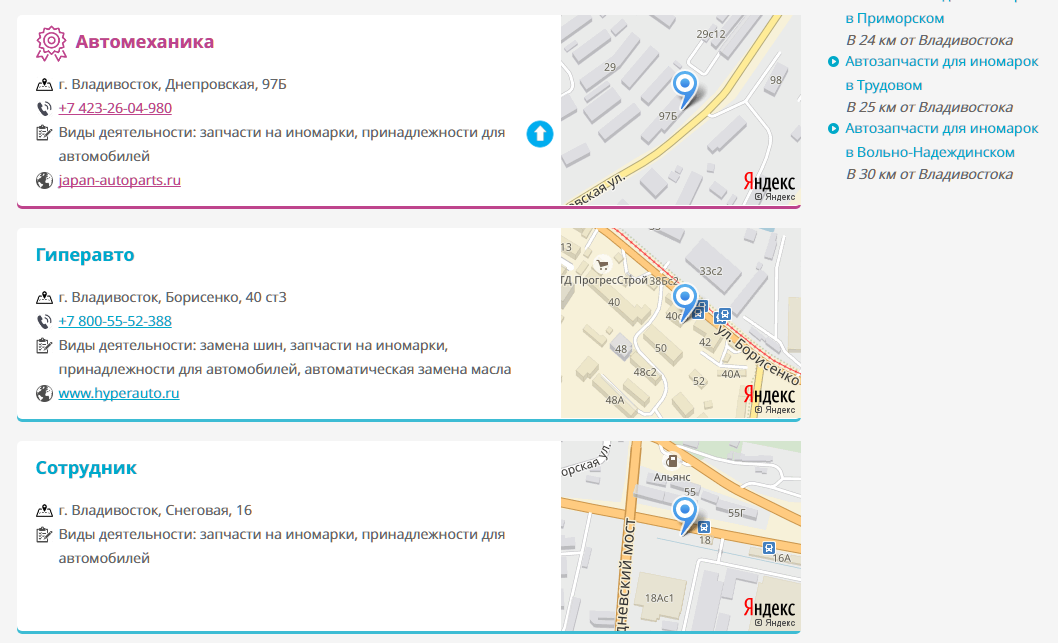 Автомеханика
г. Владивосток, Днепровская, 97Б
+7 423-26-04-980
Виды деятельности: запчасти на иномарки, принадлежности для
автомобилей
japan-autoparts.ru
29с12
29
98
97Б
вская ул.
Яндекс
© Яндекс
Гиперавто
г. Владивосток, Борисенко, 40 ст3
+7 800-55-52-388
Виды деятельности: замена шин, запчасти на иномарки,
принадлежности для автомобилей, автоматическая замена масла
www.hyperauto.ru
13
33с2
ТД ПрогресСтрой
38Бс2
40
40с
ул. Борисенко
42
48
50
48с2
52
40А
48А
Яндекс
© Яндекс
Сотрудник
г. Владивосток, Снеговая, 16
Виды деятельности: запчасти на иномарки, принадлежности для
автомобилей
орская ул.
Альянс
55
55Г
18
16А
дневский мост
18Ас1
Яндекс
© Яндекс
в Приморском
В 24 км от Владивостока
Автозапчасти для иномарок
в Трудовом
В 25 км от Владивостока
Автозапчасти для иномарок
в Вольно-Надеждинском
В 30 км от Владивостока